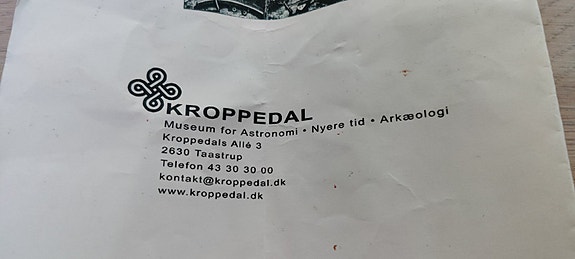 KROPPEDAL
Museum for Astronomi • Nyere tid • Arkæologi
Kroppedals Allé 3
2630 Taastrup
Telefon 43 30 30 00
kontakt@kroppedal.dk
www.kroppedal.dk